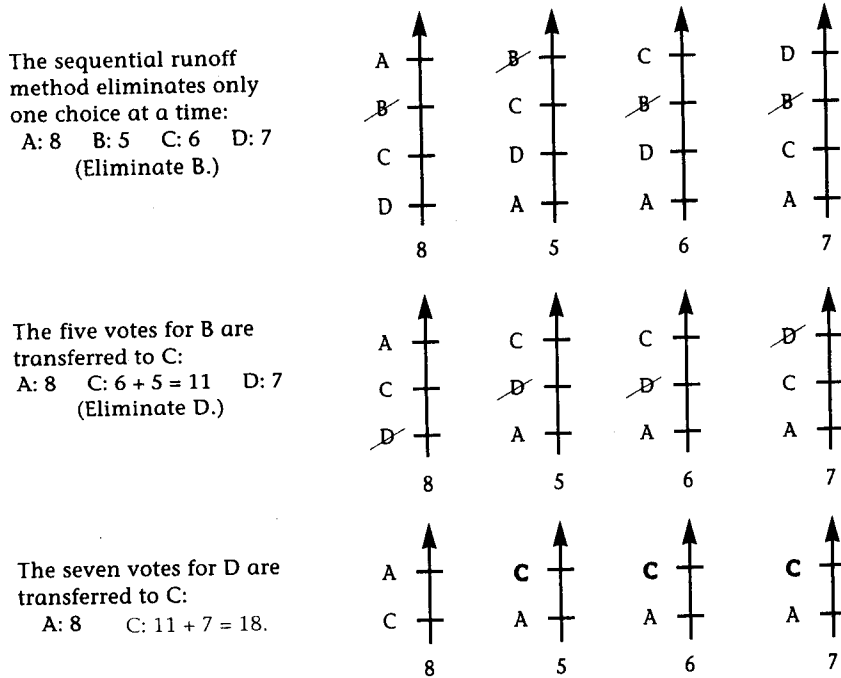 The sequential runoff
method eliminates only
one choice at a time:
A: 8 B: 5 C: 6 D: 7
(Eliminate B.)
A B C D 8
B C D A 5
C B D A 6
D B C A 7
The five votes for B are
transferred to C:
A: 8 C: 6 + 5 = 11 D: 7
(Eliminate D.)
A C D 8
C D A 5
C D A 6
D C A 7
The seven votes for D are
transferred to C:
A: 8 C: 11 + 7 = 18.
A C 8
C A 5
C A 6
C A 7